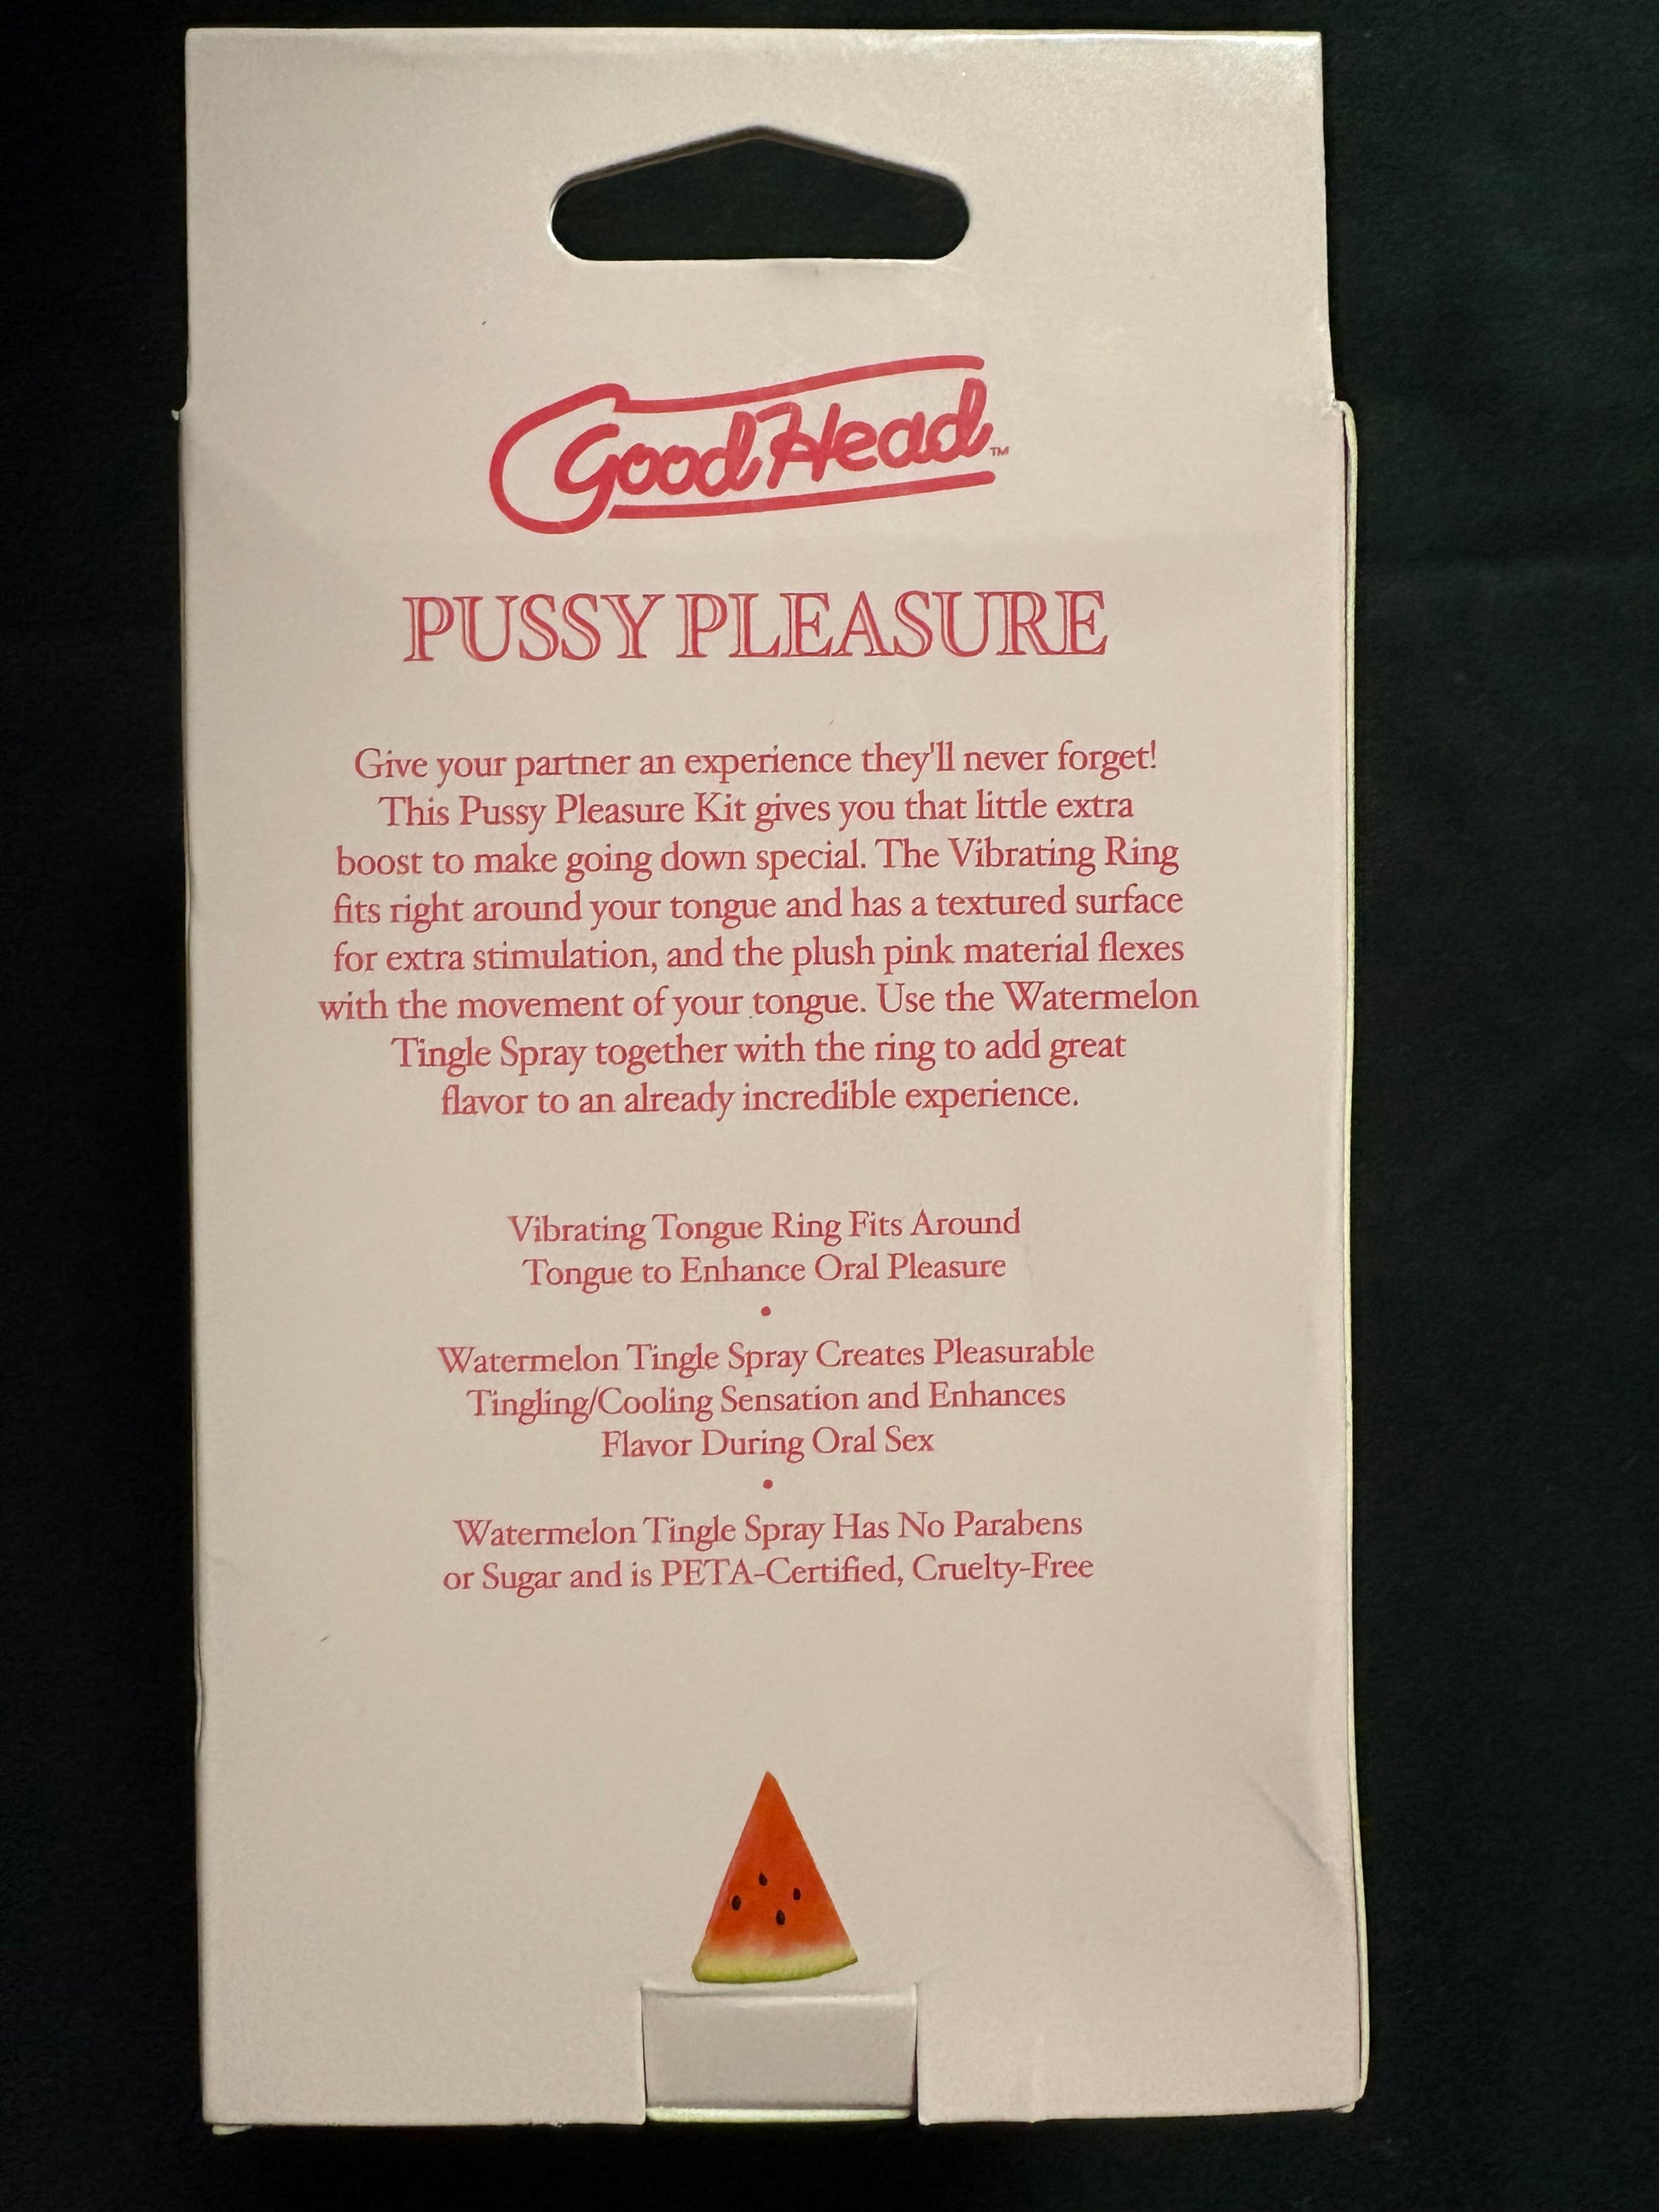 Good Head™
PUSSY PLEASURE
Give your partner an experience they'll never forget!
This Pussy Pleasure Kit gives you that little extra
boost to make going down special. The Vibrating Ring
fits right around your tongue and has a textured surface
for extra stimulation, and the plush pink material flexes
with the movement of your tongue. Use the Watermelon
Tingle Spray together with the ring to add great
flavor to an already incredible experience.
Vibrating Tongue Ring Fits Around
Tongue to Enhance Oral Pleasure
•
Watermelon Tingle Spray Creates Pleasurable
Tingling/Cooling Sensation and Enhances
Flavor During Oral Sex
•
Watermelon Tingle Spray Has No Parabens
or Sugar and is PETA-Certified, Cruelty-Free